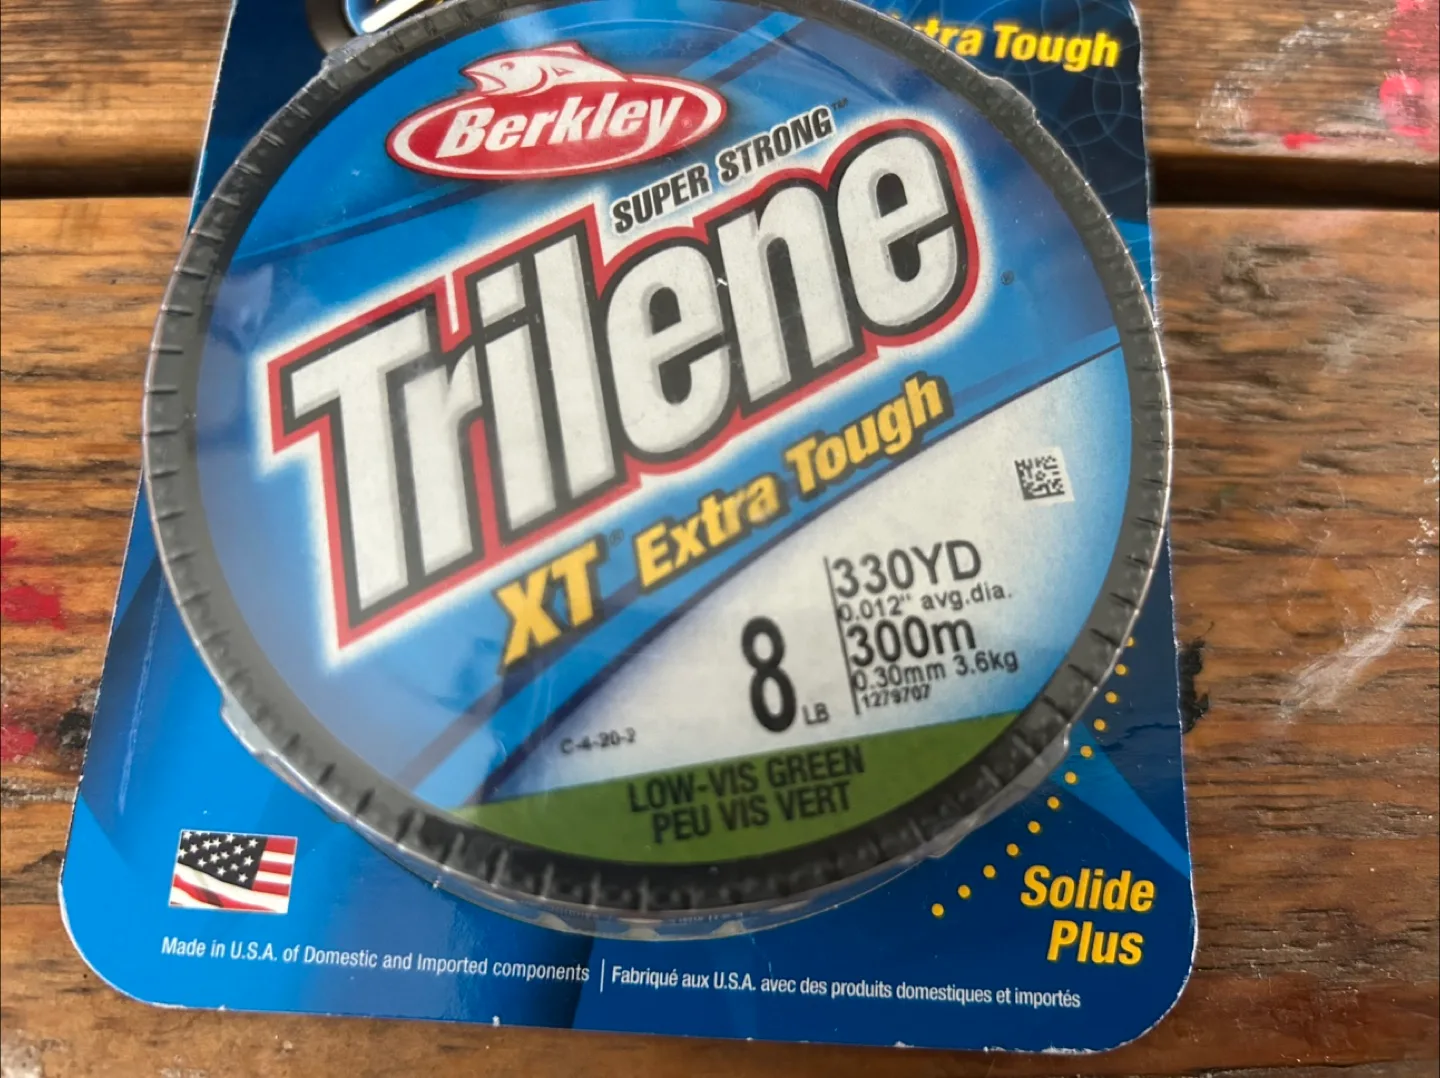 Extra Tough
Berkley
SUPER STRONG™
Trilene®
XT® Extra Tough
330YD
0.012" avg.dia.
8 LB
300m
0.30mm 3.6kg
1279707
C-4-20-2
LOW-VIS GREEN
PEU VIS VERT
Solide
Plus
Made in U.S.A. of Domestic and Imported components | Fabriqué aux U.S.A. avec des produits domestiques et importés